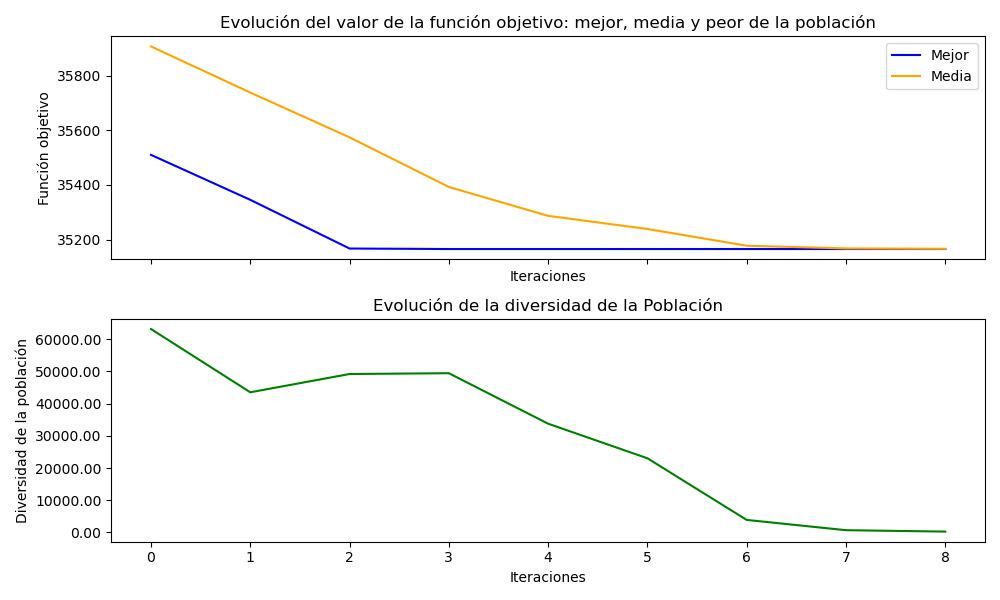 Evolución del valor de la función objetivo: mejor, media y peor de la población
Función objetivo
35800
35600
35400
35200
Mejor
Media
Iteraciones
Evolución de la diversidad de la Población
Diversidad de la población
60000.00
50000.00
40000.00
30000.00
20000.00
10000.00
0.00
0 1 2 3 4 5 6 7 8
Iteraciones